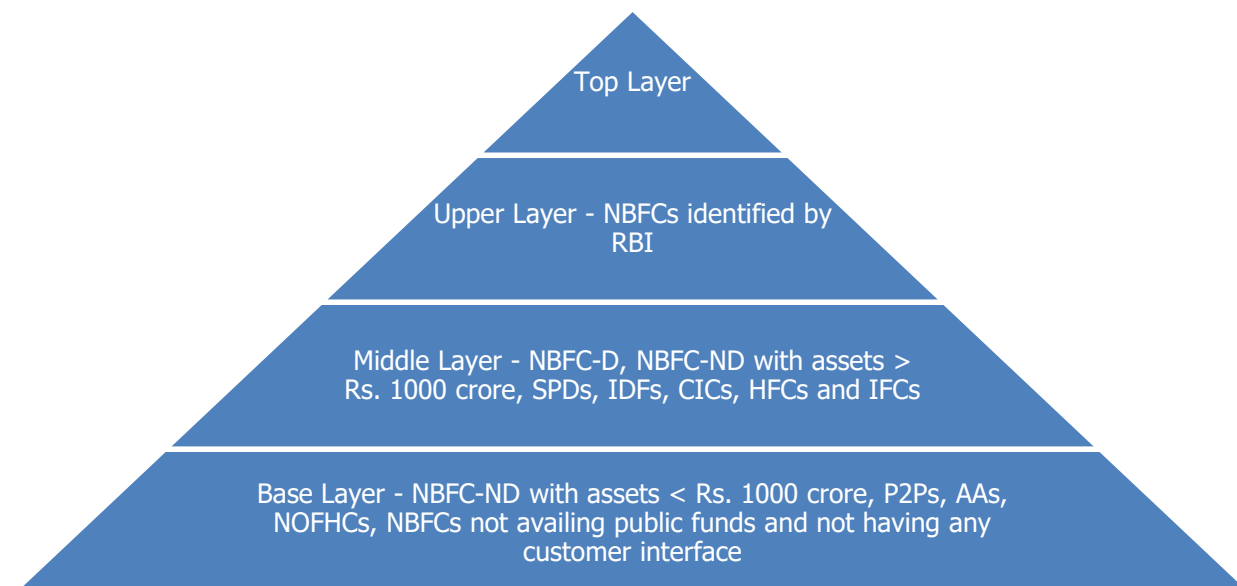 Top Layer
Upper Layer - NBFCs identified by
RBI
Middle Layer - NBFC-D, NBFC-ND with assets >
Rs. 1000 crore, SPDs, IDFs, CICs, HFCs and IFCs
Base Layer - NBFC-ND with assets < Rs. 1000 crore, P2Ps, AAs,
NOFHCs, NBFCs not availing public funds and not having any
customer interface